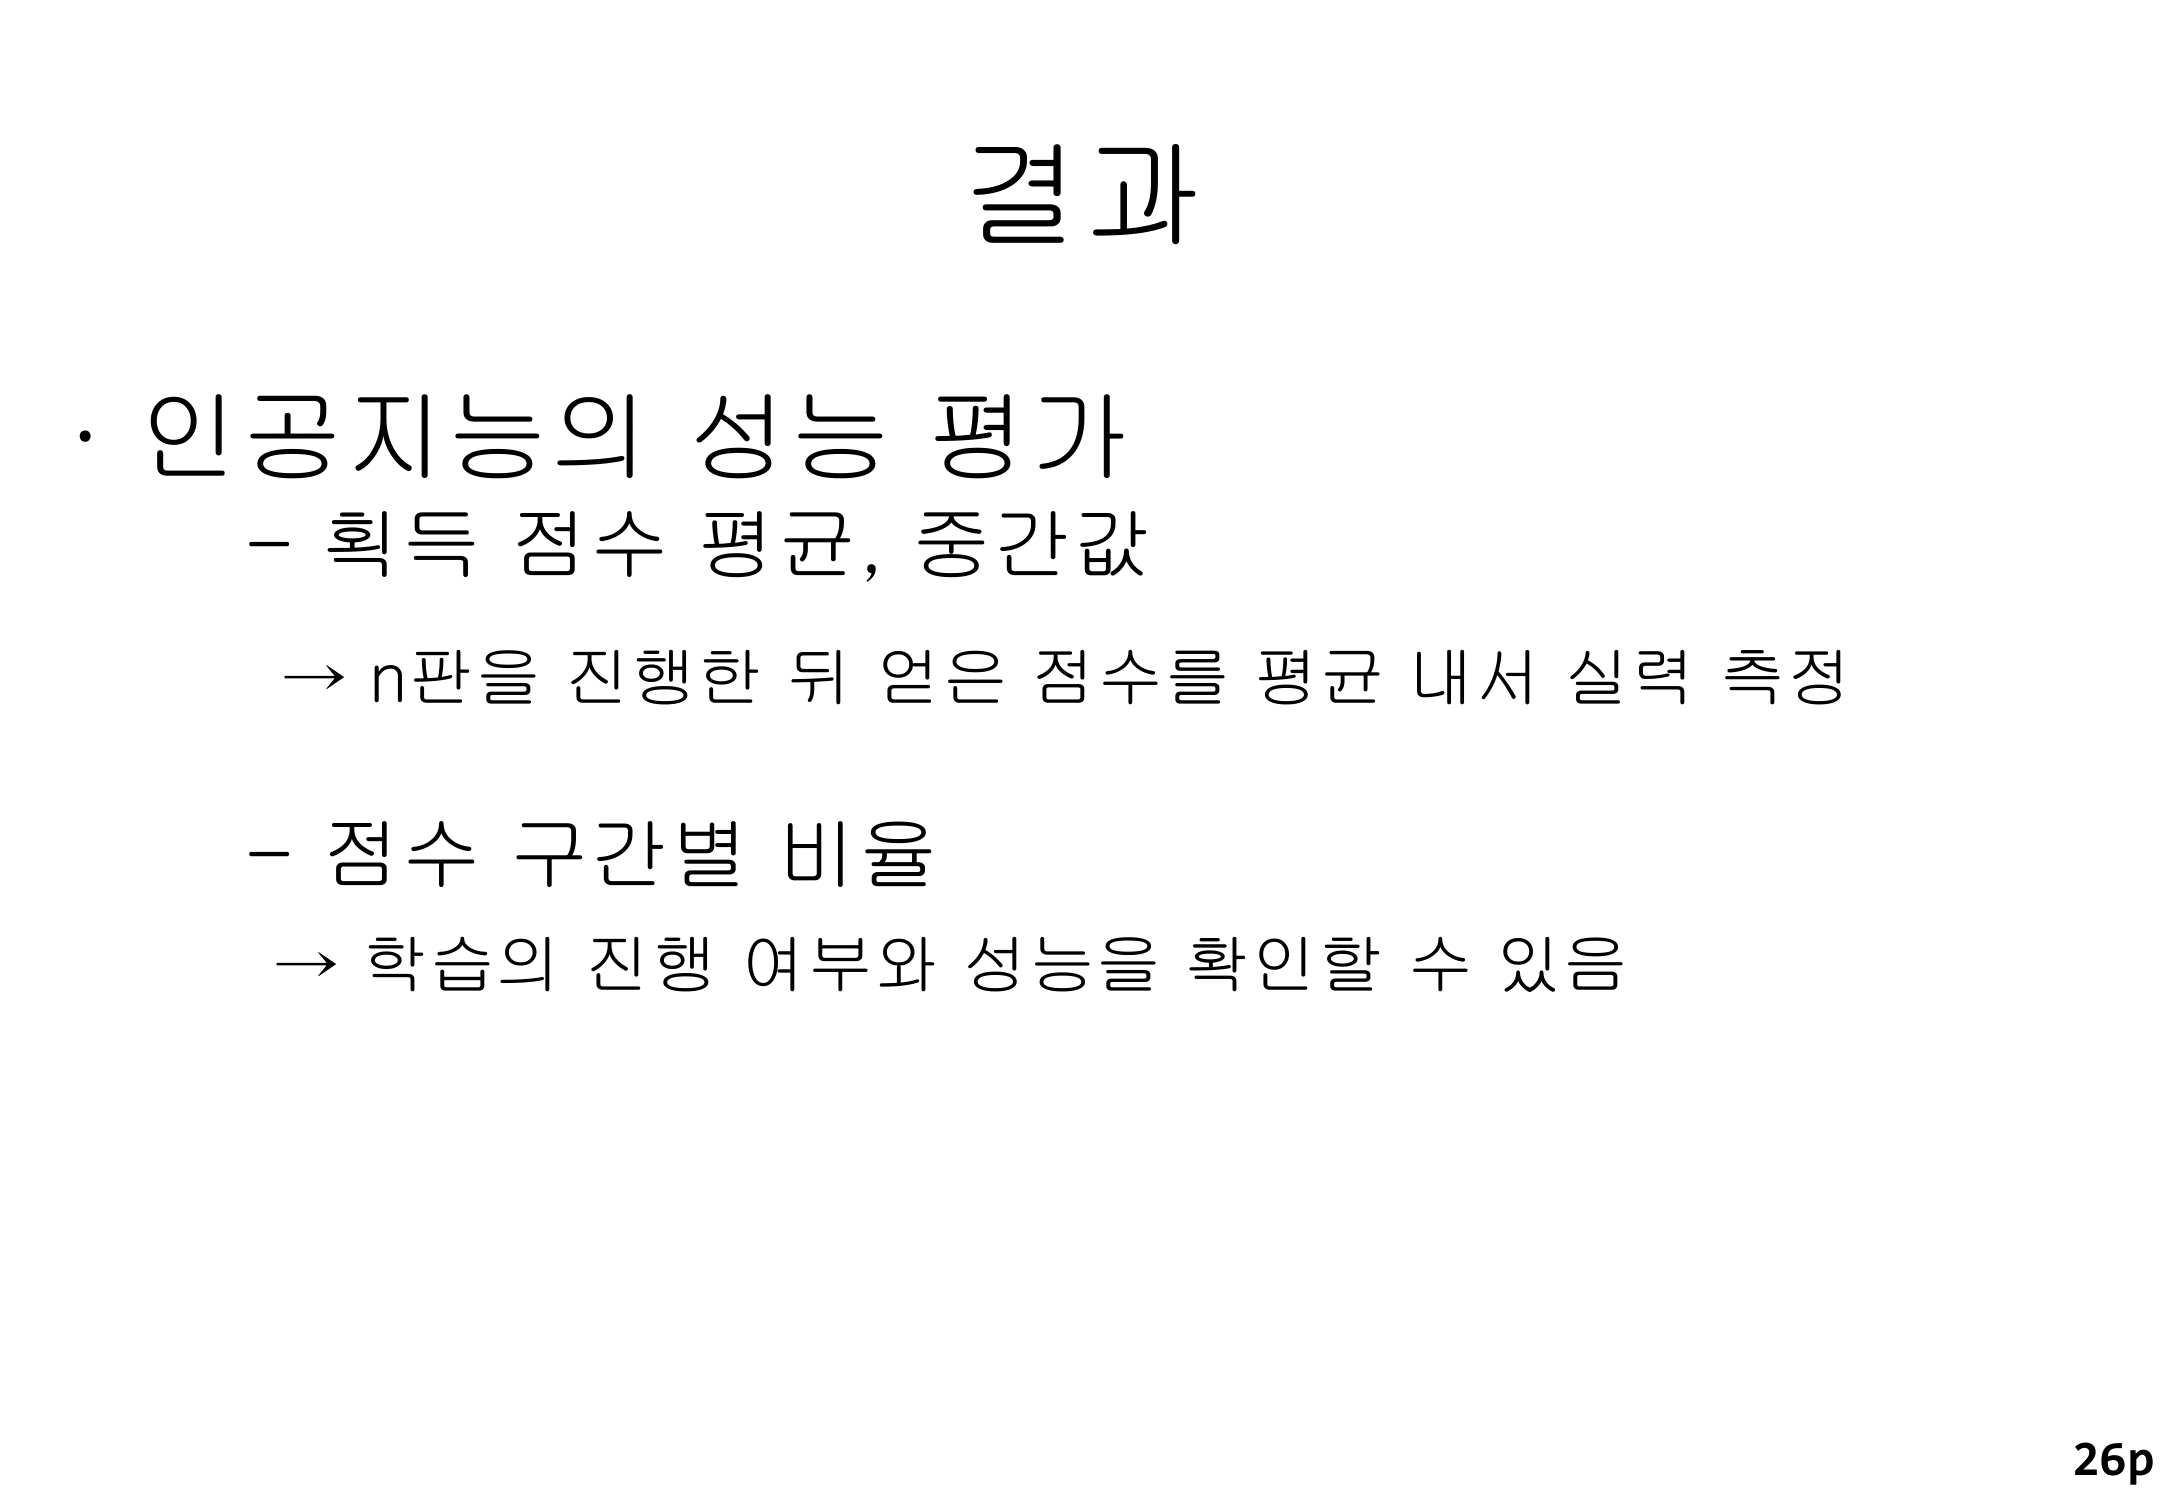 결과
· 인공지능의 성능 평가
– 획득 점수 평균, 중간값
→ n판을 진행한 뒤 얻은 점수를 평균 내서 실력 측정
– 점수 구간별 비율
→ 학습의 진행 여부와 성능을 확인할 수 있음
26p